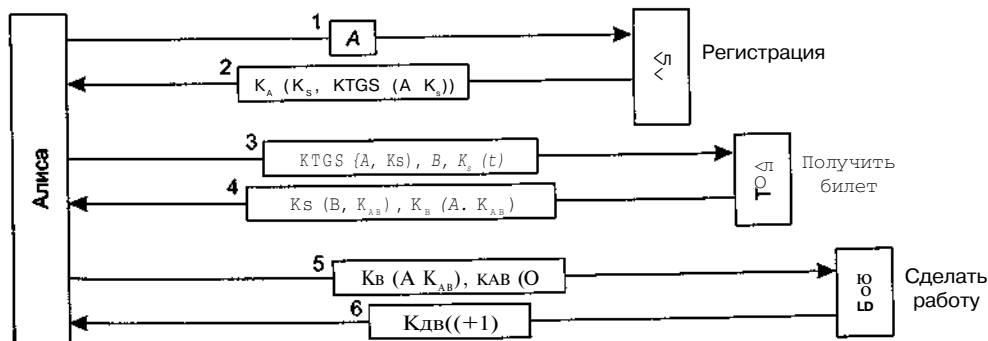 Алиса
1
A
Регистрация
2
K_A (K_S, KTGS (A K_s))
3
KTGS {A, Ks), B, K_s (t)
Получить
билет
4
Ks (B, K_AB), K_B (A. K_AB)
5
Kв (A K_AB), KAB (O
Сделать
работу
6
Kдв((+1)